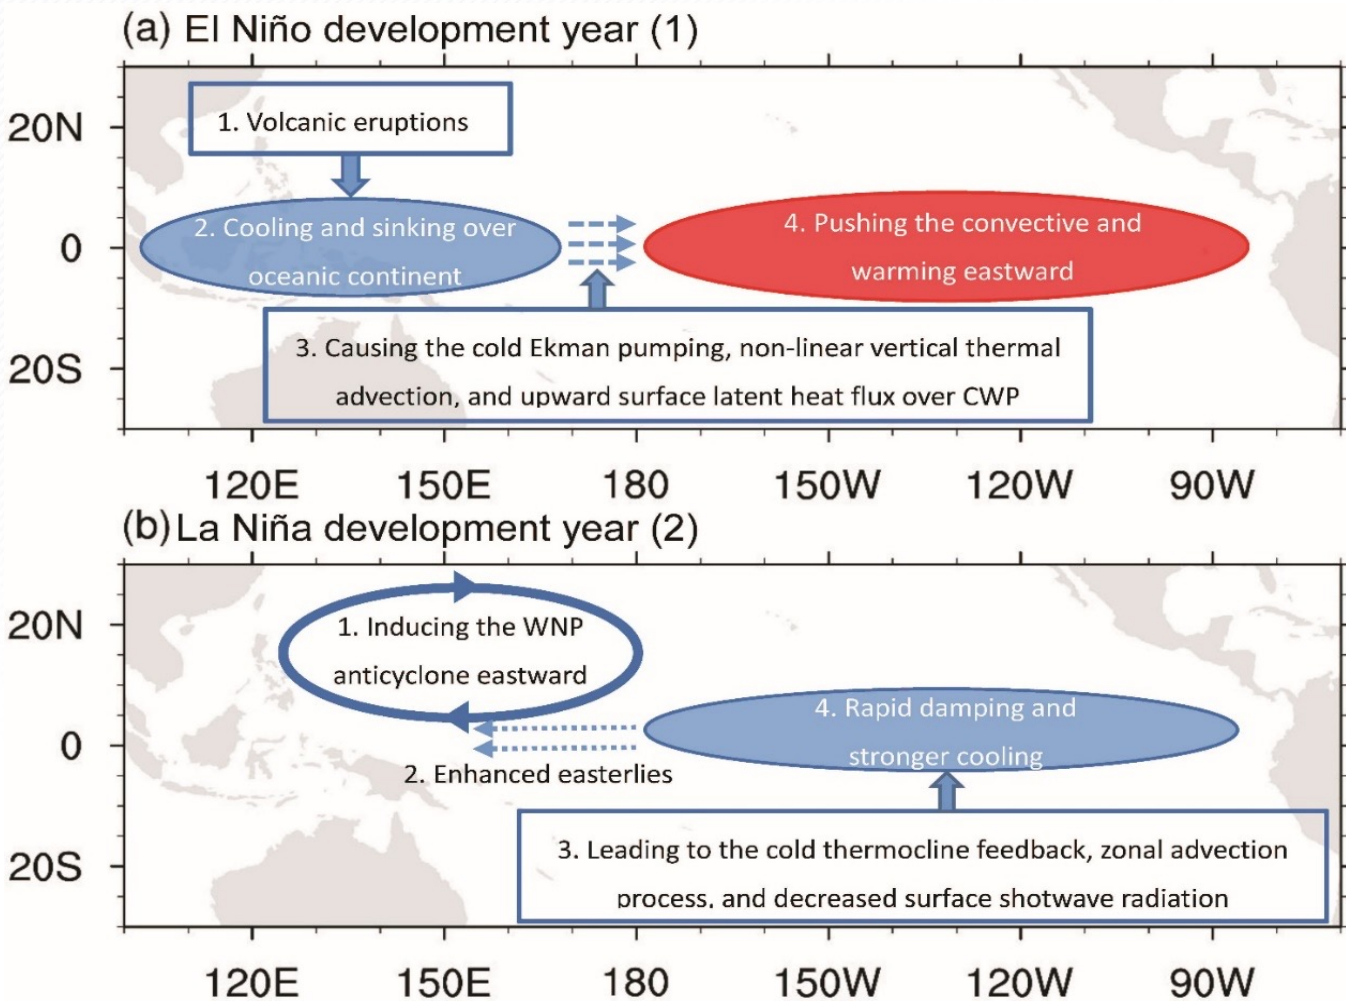 (a) El Niño development year (1)
20N
1. Volcanic eruptions
2. Cooling and sinking over
oceanic continent
4. Pushing the convective and
warming eastward
0
3. Causing the cold Ekman pumping, non-linear vertical thermal
advection, and upward surface latent heat flux over CWP
20S
120E 150E 180 150W 120W 90W
(b) La Niña development year (2)
20N
1. Inducing the WNP
anticyclone eastward
4. Rapid damping and
stronger cooling
0
2. Enhanced easterlies
3. Leading to the cold thermocline feedback, zonal advection
process, and decreased surface shotwave radiation
20S
120E 150E 180 150W 120W 90W